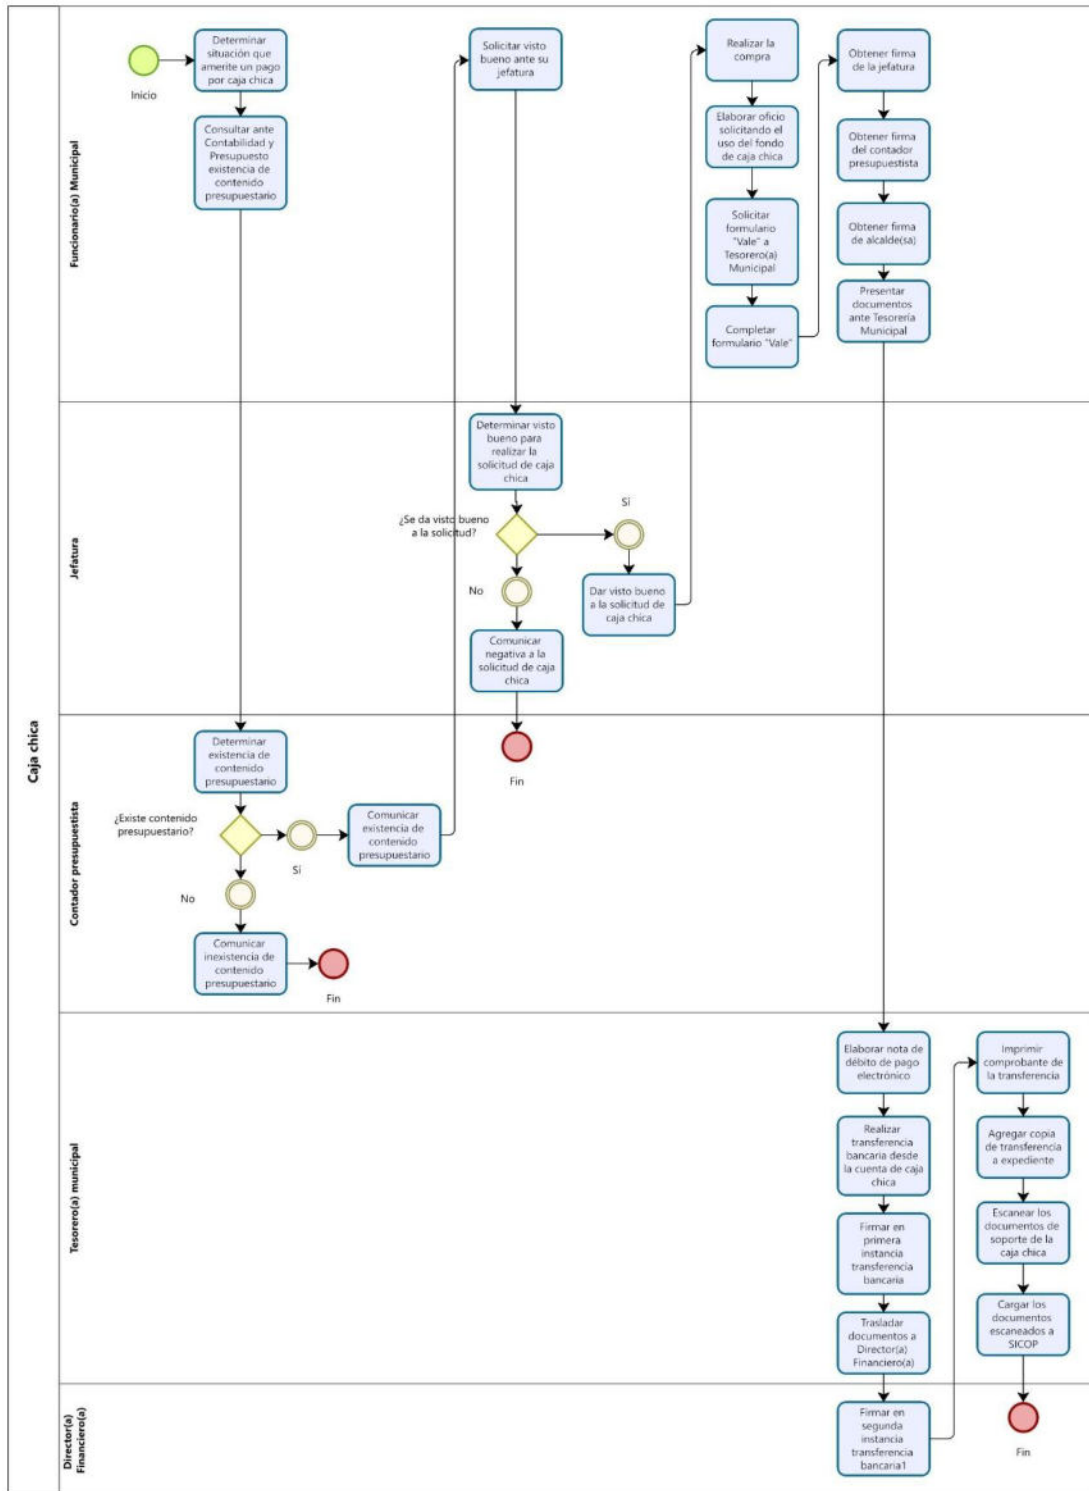 Caja chica
Funcionario(a) Municipal
Inicio
Determinar
situación que
amerite un pago
por caja chica
Consultar ante
Contabilidad y
Presupuesto
existencia de
contenido
presupuestario
Solicitar visto
bueno ante su
jefatura
Realizar la
compra
Elaborar oficio
solicitando el
uso del fondo
de caja chica
Solicitar
formulario
"Vale" a
Tesorero(a)
Municipal
Completar
formulario "Vale"
Obtener firma
de la jefatura
Obtener firma
del contador
presupuestista
Obtener firma
de alcalde(sa)
Presentar
documentos
ante Tesorería
Municipal
Jefatura
Determinar visto
bueno para
realizar la
solicitud de caja
chica
¿Se da visto bueno
a la solicitud?
Sí
No
Dar visto bueno
a la solicitud de
caja chica
Comunicar
negativa a la
solicitud de caja
chica
Fin
Contador presupuestista
Determinar
existencia de
contenido
presupuestario
¿Existe contenido
presupuestario?
Sí
No
Comunicar
existencia de
contenido
presupuestario
Comunicar
inexistencia de
contenido
presupuestario
Fin
Tesorero(a) municipal
Elaborar nota de
débito de pago
electrónico
Realizar
transferencia
bancaria desde
la cuenta de caja
chica
Firmar en
primera
instancia
transferencia
bancaria
Trasladar
documentos a
Director(a)
Financiero(a)
Imprimir
comprobante de
la transferencia
Agregar copia
de transferencia
a expediente
Escanear los
documentos de
soporte de la
caja chica
Cargar los
documentos
escaneados a
SICOP
Director(a)
Financiero(a)
Firmar en
segunda
instancia
transferencia
bancaria1
Fin